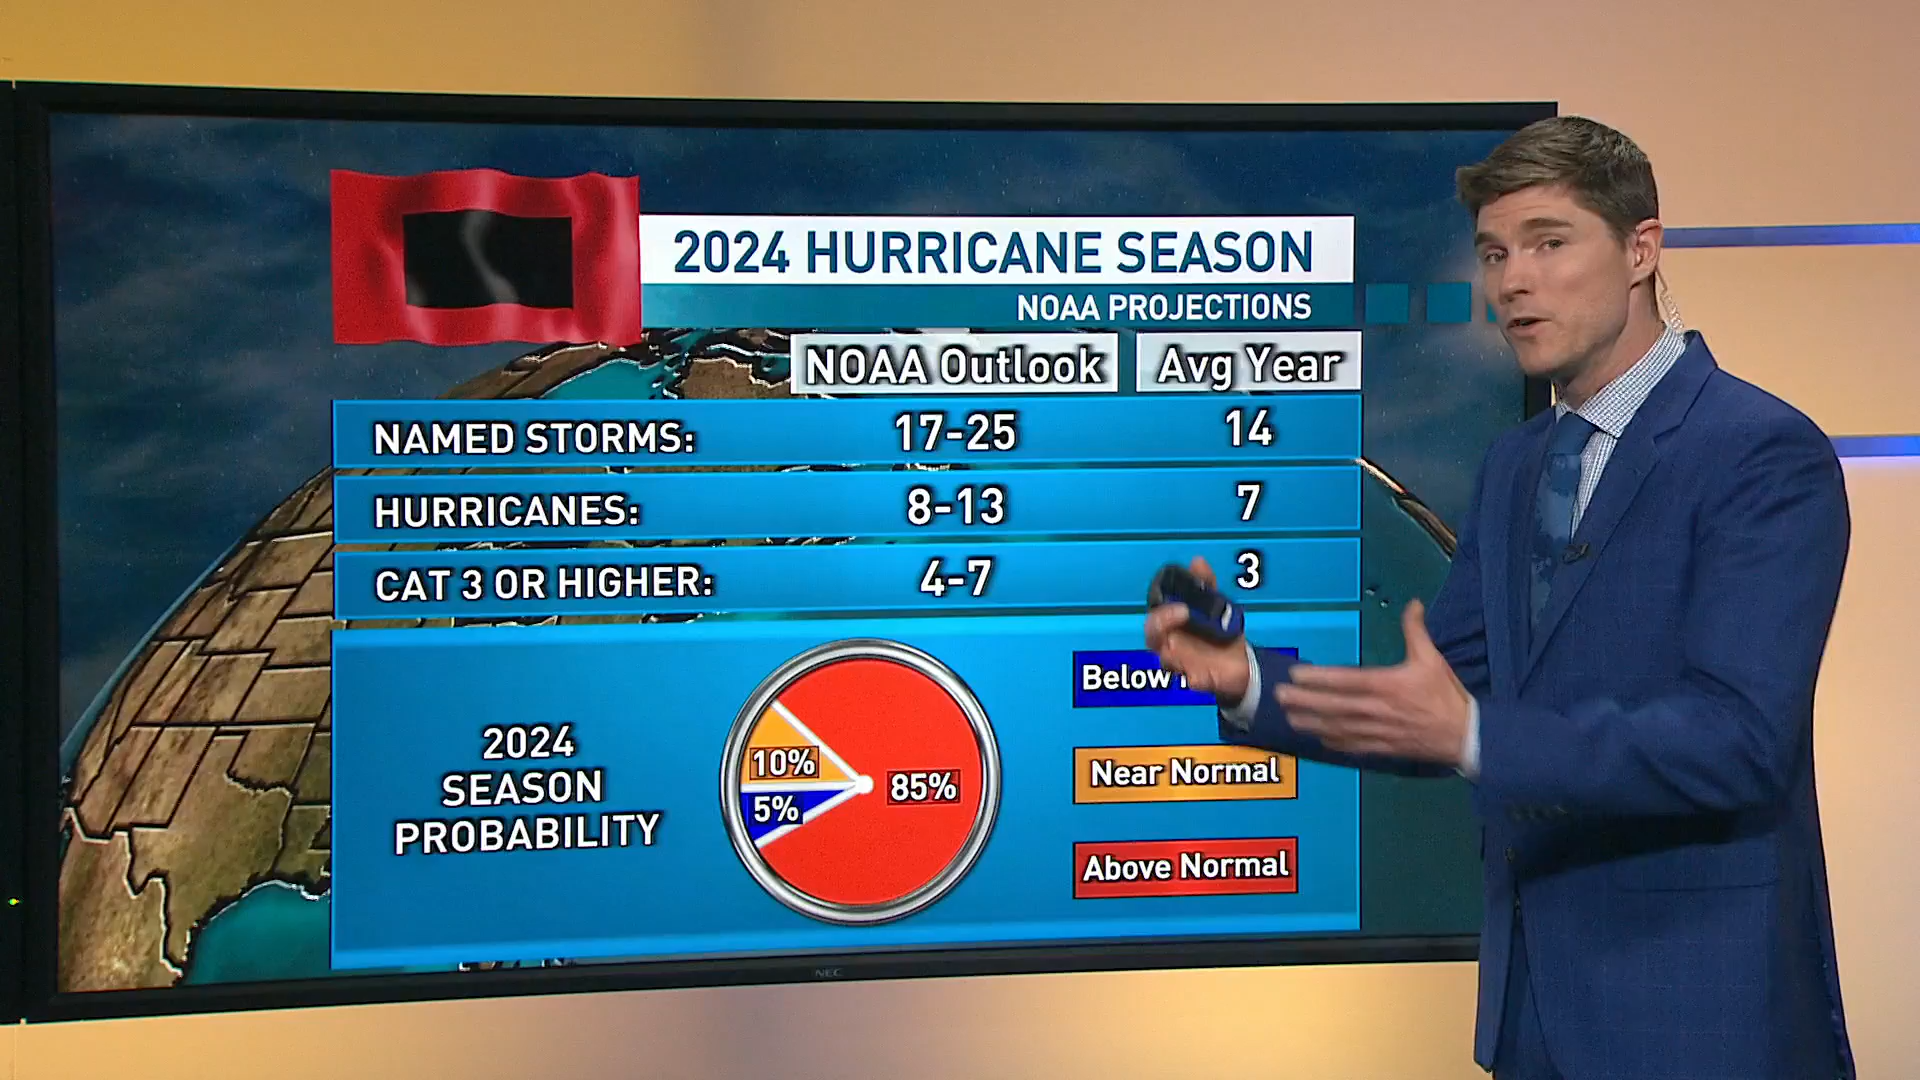 2024 HURRICANE SEASON
NOAA PROJECTIONS
NOAA Outlook Avg Year
NAMED STORMS: 17-25 14
HURRICANES: 8-13 7
CAT 3 OR HIGHER: 4-7 3
2024
SEASON
PROBABILITY
10%
5%
85%
Below
Near Normal
Above Normal
NEC